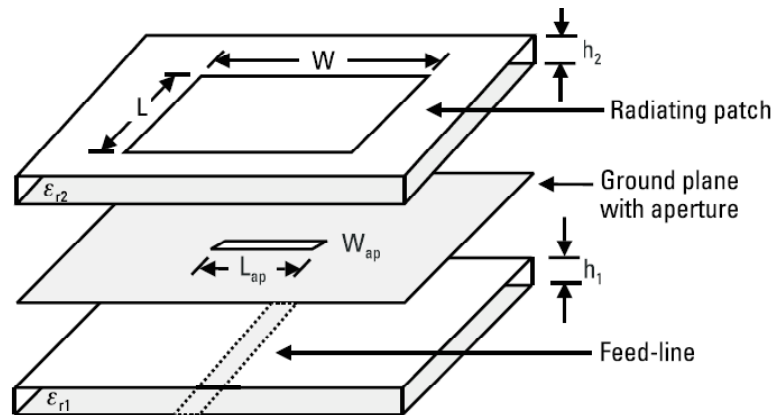 W
h₂
L
Radiating patch
εr2
Ground plane
with aperture
Wap
Lap
h₁
Feed-line
εr1